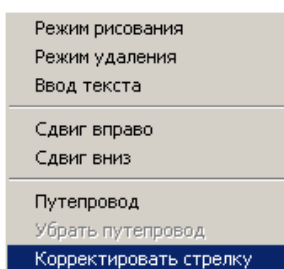 Режим рисования
Режим удаления
Ввод текста
Сдвиг вправо
Сдвиг вниз
Путепровод
Убрать путепровод
Корректировать стрелку